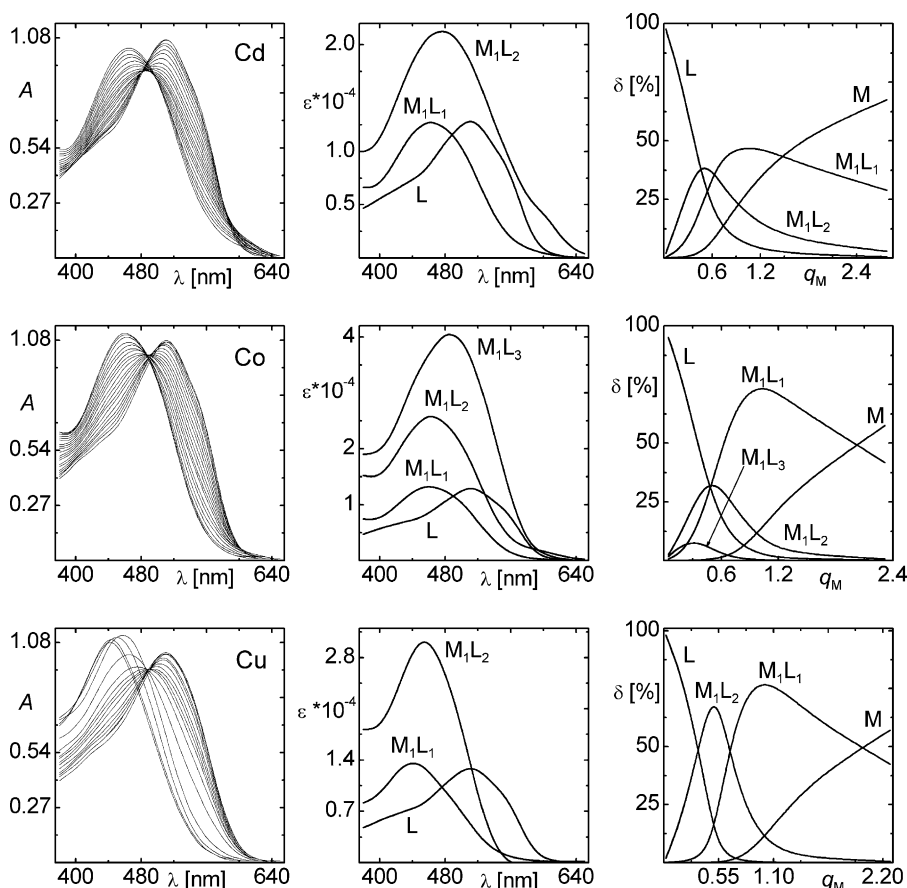 1.08
A
0.54
0.27
400
480
λ [nm]
640
Cd
2.0
ε*10⁻⁴
1.0
0.5
M₁L₂
M₁L₁
L
400
480
λ [nm]
640
100
δ [%]
50
25
L
M
M₁L₁
M₁L₂
0.6
1.2
qM
2.4
1.08
A
0.54
0.27
400
480
λ [nm]
640
Co
4
ε*10⁻⁴
2
1
M₁L₃
M₁L₂
M₁L₁
L
400
480
λ [nm]
640
100
δ [%]
50
25
L
M₁L₁
M
M₁L₃
M₁L₂
0.6
1.2
qM
2.4
1.08
A
0.54
0.27
400
480
λ [nm]
640
Cu
2.8
ε *10⁻⁴
1.4
0.7
M₁L₂
M₁L₁
L
400
480
λ [nm]
640
100
δ [%]
50
25
L
M₁L₂
M₁L₁
M
0.55
1.10
qM
2.20